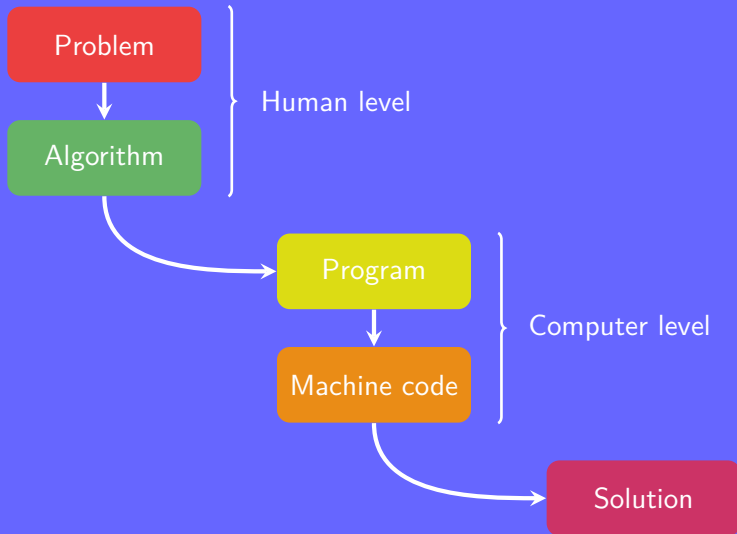 Problem
Human level
Algorithm
Program
Computer level
Machine code
Solution